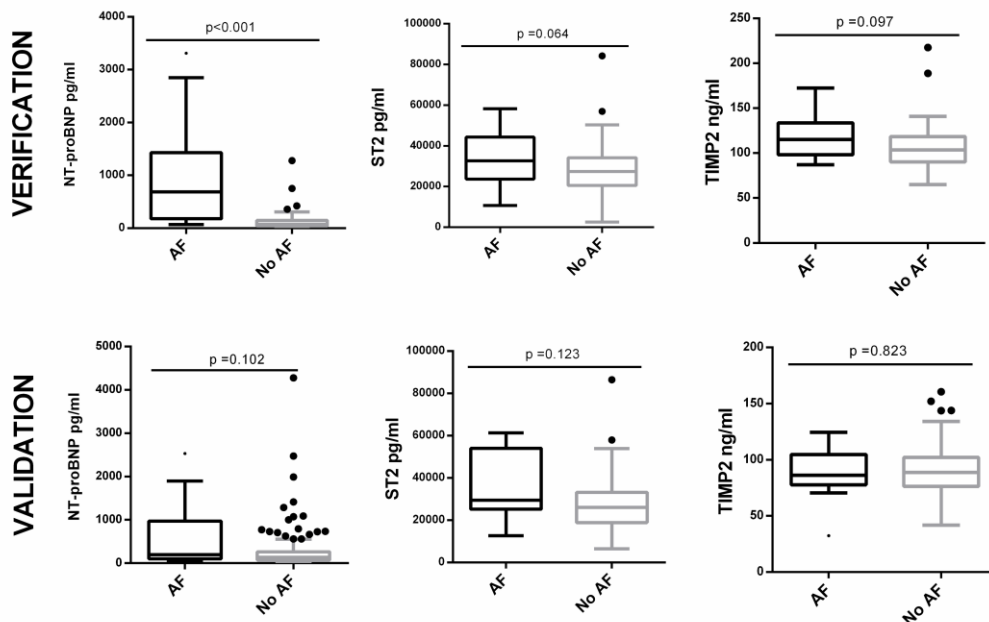 VERIFICATION
NT-proBNP pg/ml
4000
3000
2000
1000
0
p<0.001
AF
No AF
ST2 pg/ml
100000
80000
60000
40000
20000
0
p =0.064
AF
No AF
TIMP2 ng/ml
250
200
150
100
50
0
p =0.097
AF
No AF
VALIDATION
NT-proBNP pg/ml
5000
4000
3000
2000
1000
0
p =0.102
AF
No AF
ST2 pg/ml
100000
80000
60000
40000
20000
0
p =0.123
AF
No AF
TIMP2 ng/ml
200
150
100
50
0
p =0.823
AF
No AF